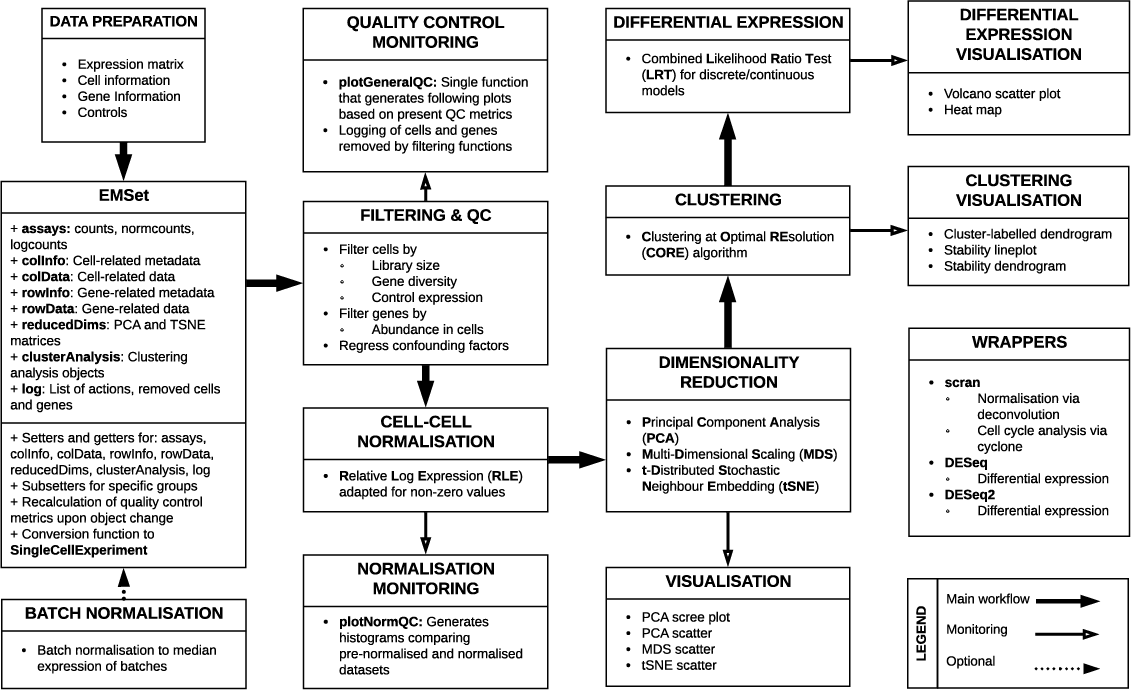 DATA PREPARATION
• Expression matrix
• Cell information
• Gene Information
• Controls
EMSet
+ assays: counts, normcounts,
logcounts
+ colInfo: Cell-related metadata
+ colData: Cell-related data
+ rowInfo: Gene-related metadata
+ rowData: Gene-related data
+ reducedDims: PCA and TSNE
matrices
+ clusterAnalysis: Clustering
analysis objects
+ log: List of actions, removed cells
and genes
+ Setters and getters for: assays,
colInfo, colData, rowInfo, rowData,
reducedDims, clusterAnalysis, log
+ Subsetters for specific groups
+ Recalculation of quality control
metrics upon object change
+ Conversion function to
SingleCellExperiment
BATCH NORMALISATION
• Batch normalisation to median
expression of batches
QUALITY CONTROL
MONITORING
• plotGeneralQC: Single function
that generates following plots
based on present QC metrics
• Logging of cells and genes
removed by filtering functions
FILTERING & QC
• Filter cells by
◦ Library size
◦ Gene diversity
◦ Control expression
• Filter genes by
◦ Abundance in cells
• Regress confounding factors
CELL-CELL
NORMALISATION
• Relative Log Expression (RLE)
adapted for non-zero values
NORMALISATION
MONITORING
• plotNormQC: Generates
histograms comparing
pre-normalised and normalised
datasets
DIFFERENTIAL EXPRESSION
• Combined Likelihood Ratio Test
(LRT) for discrete/continuous
models
CLUSTERING
• Clustering at Optimal REsolution
(CORE) algorithm
DIMENSIONALITY
REDUCTION
• Principal Component Analysis
(PCA)
• Multi-Dimensional Scaling (MDS)
• t-Distributed Stochastic
Neighbour Embedding (tSNE)
VISUALISATION
• PCA scree plot
• PCA scatter
• MDS scatter
• tSNE scatter
DIFFERENTIAL
EXPRESSION
VISUALISATION
• Volcano scatter plot
• Heat map
CLUSTERING
VISUALISATION
• Cluster-labelled dendrogram
• Stability lineplot
• Stability dendrogram
WRAPPERS
• scran
◦ Normalisation via
deconvolution
◦ Cell cycle analysis via
cyclone
• DESeq
◦ Differential expression
• DESeq2
◦ Differential expression
LEGEND
Main workflow
Monitoring
Optional